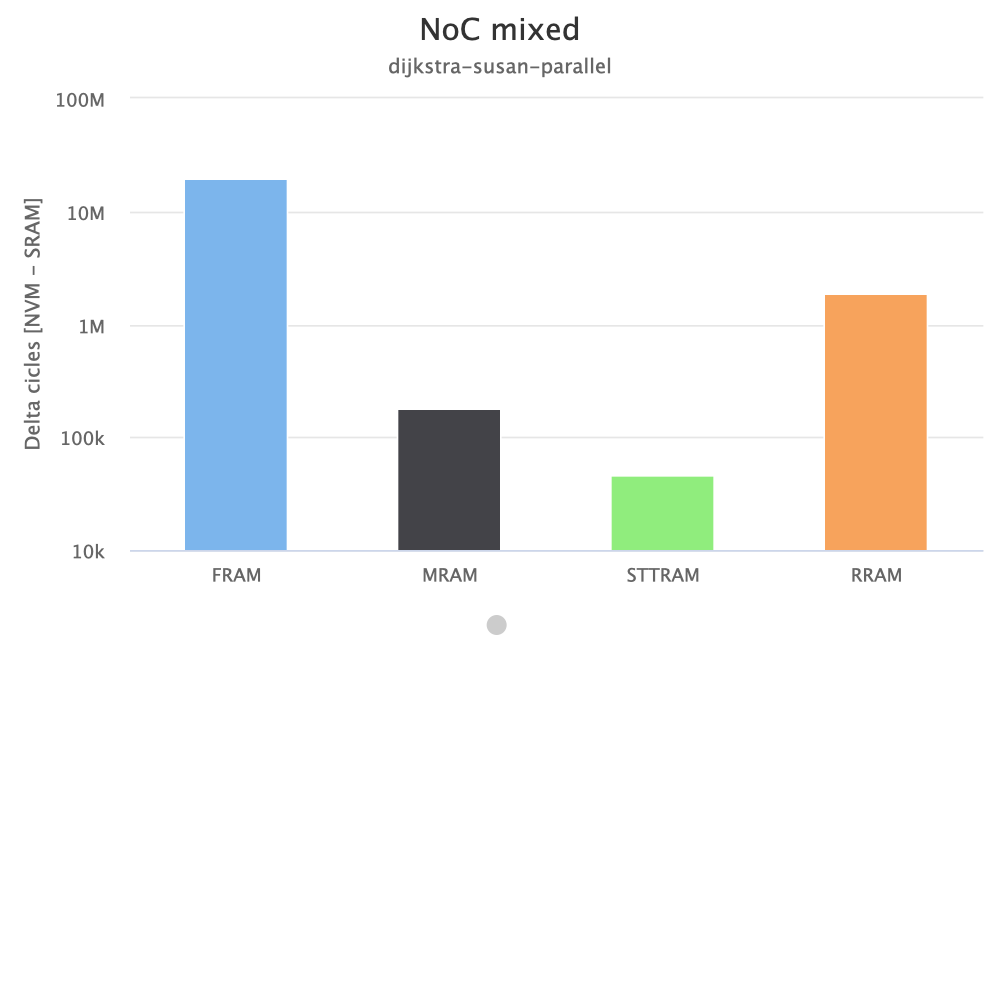 NoC mixed
dijkstra-susan-parallel
100M
10M
1M
100k
10k
Delta cicles [NVM - SRAM]
FRAM
MRAM
STTRAM
RRAM